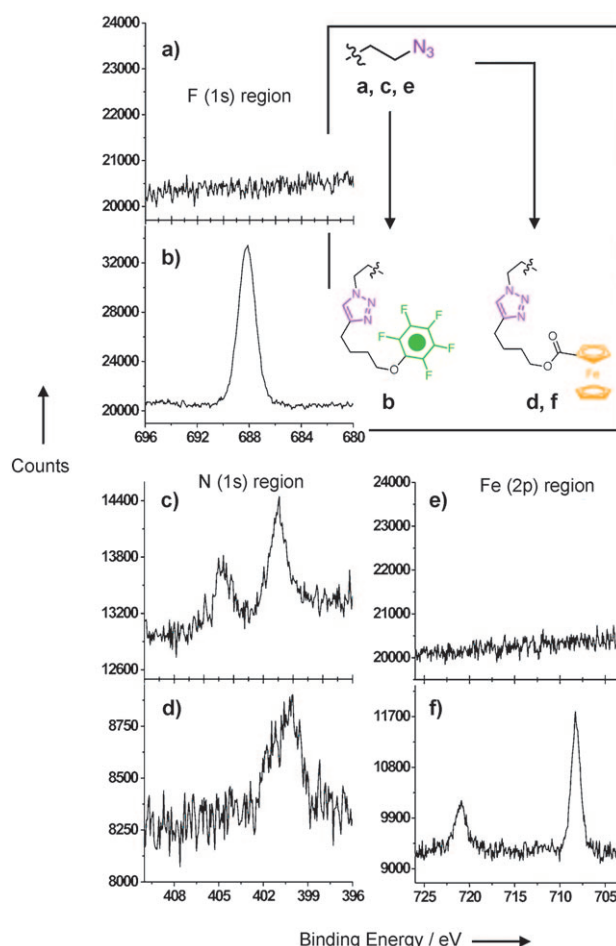 24000
23000
22000
21000
20000
a)
F (1s) region
N3
a, c, e
32000
28000
24000
20000
b)
696 692 688 684 680
N N N
F F F F F
O
b
N N N
O
O
Fe
d, f
Counts
14400
13800
13200
12600
c)
N (1s) region
24000
23000
22000
21000
20000
e)
Fe (2p) region
8750
8500
8250
8000
d)
408 405 402 399 396
11700
10800
9900
9000
f)
725 720 715 710 705
Binding Energy / eV